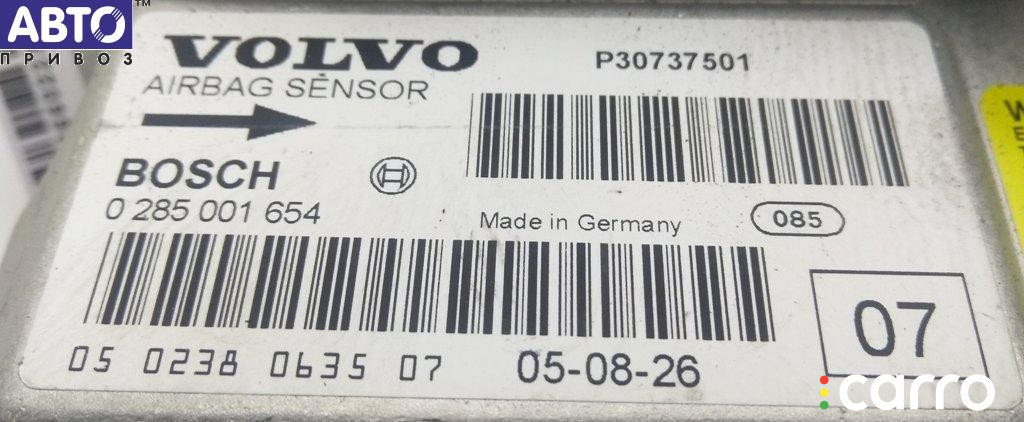 АВТО™
ПРИВОЗ
VOLVO
P30737501
AIRBAG SENSOR
BOSCH
0 285 001 654
Made in Germany
085
07
05 0238 0635 07
05-08-26
carro